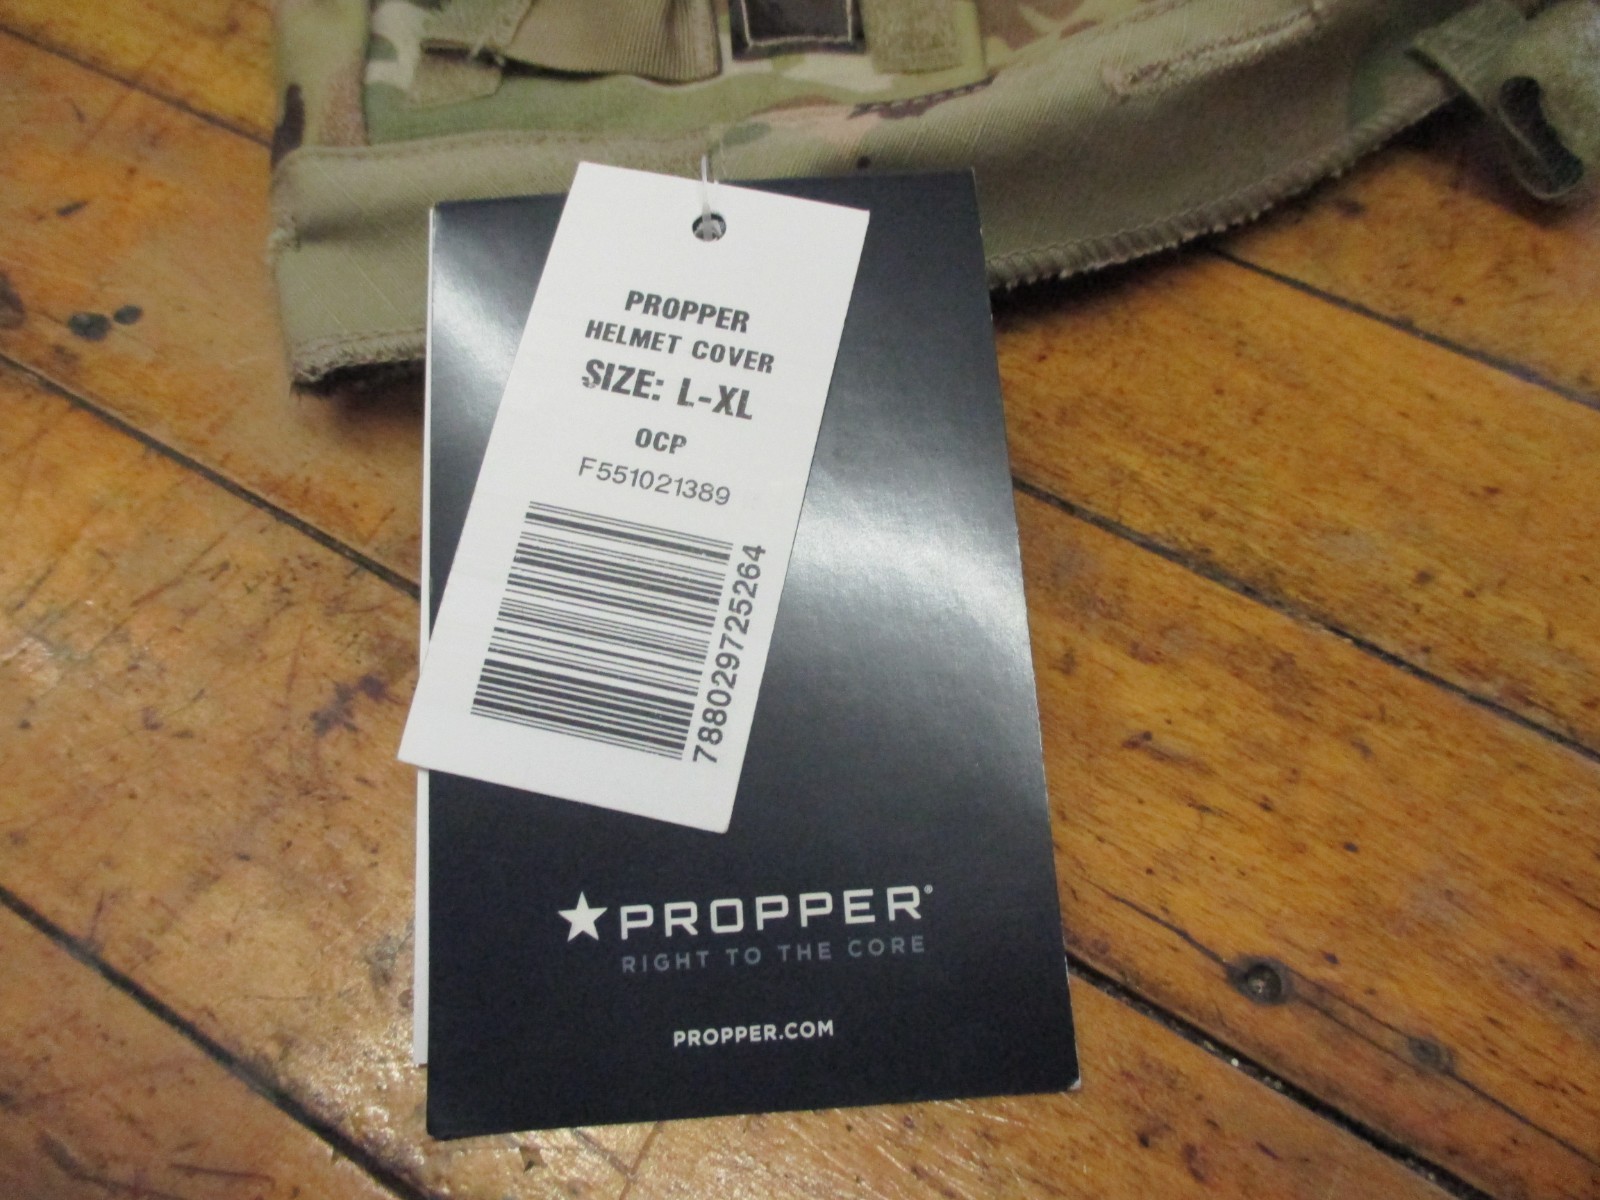 PROPPER
HELMET COVER
SIZE: L-XL
OCP
F551021389
788029725264
PROPPER®
RIGHT TO THE CORE
PROPPER.COM